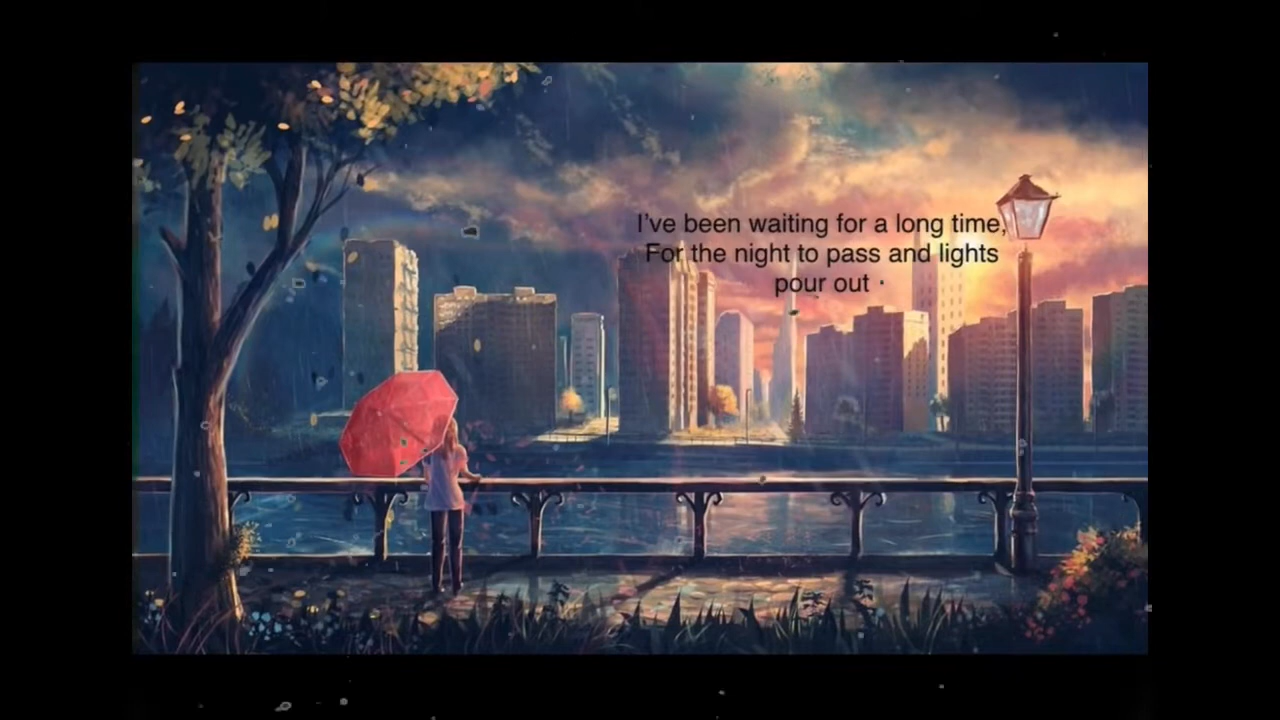 I've been waiting for a long time,
For the night to pass and lights
pour out ·